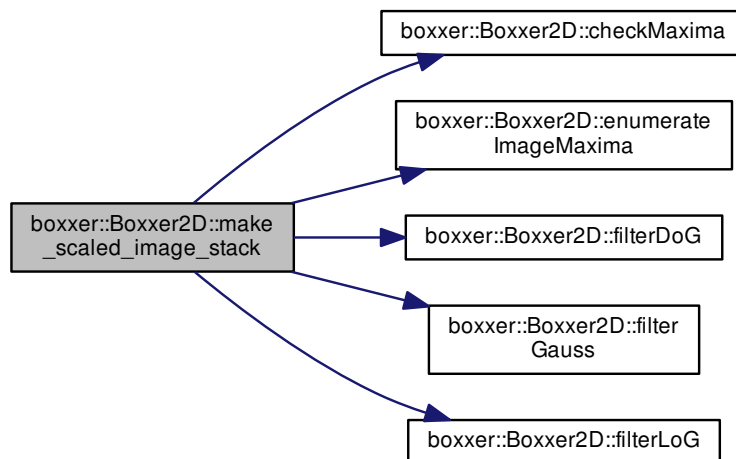 boxxer::Boxxer2D::checkMaxima
boxxer::Boxxer2D::enumerate
ImageMaxima
boxxer::Boxxer2D::make
_scaled_image_stack
boxxer::Boxxer2D::filterDoG
boxxer::Boxxer2D::filter
Gauss
boxxer::Boxxer2D::filterLoG